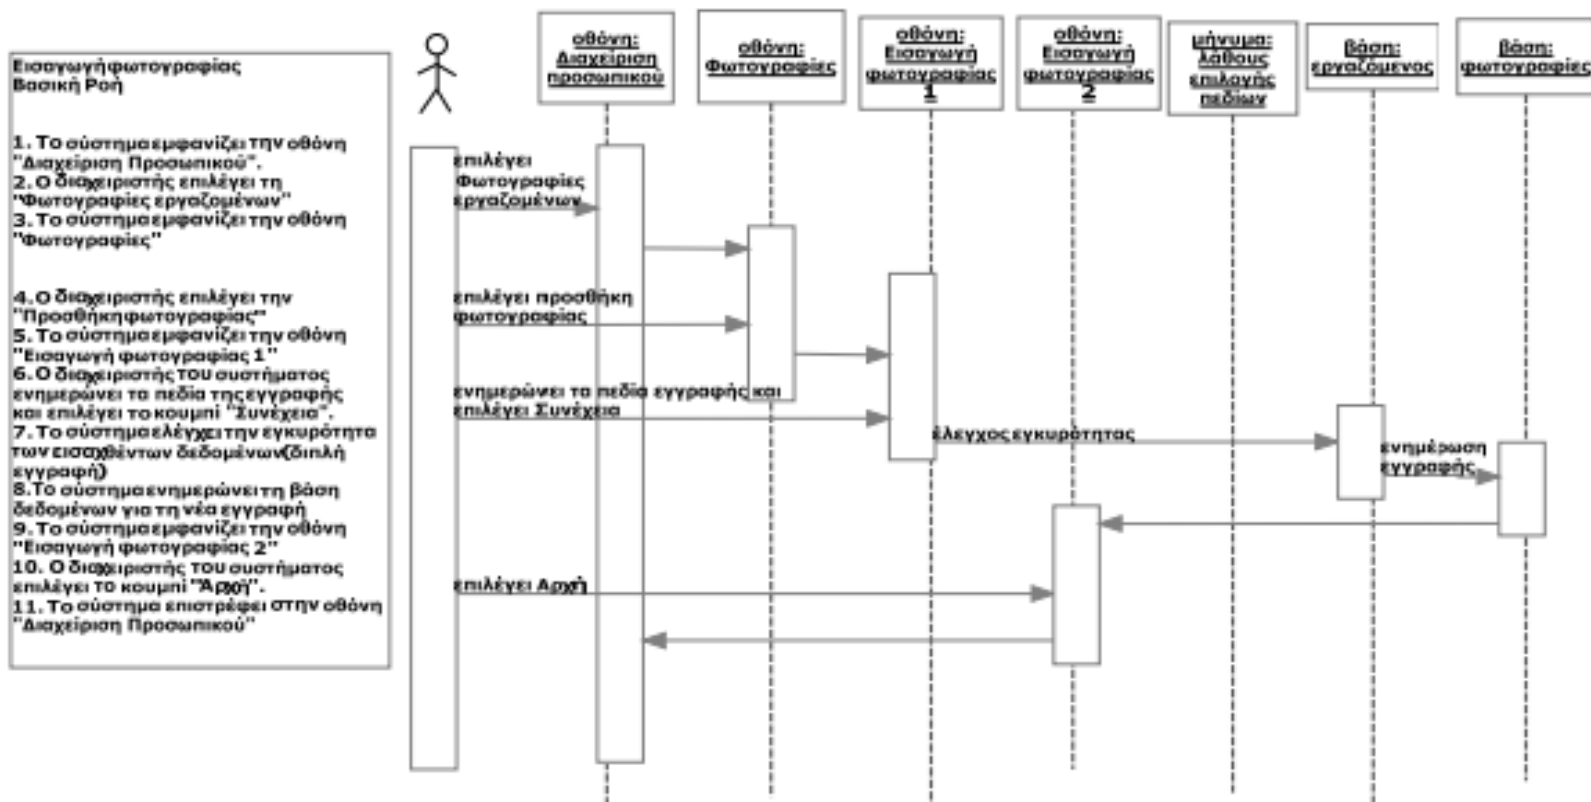 Εισαγωγή φωτογραφίας
Βασική Ροή
1. Το σύστημα εμφανίζει την οθόνη
"Διαχείριση Προσωπικού".
2. Ο διαχειριστής επιλέγει τη
"Φωτογραφίες εργαζομένων"
3. Το σύστημα εμφανίζει την οθόνη
"Φωτογραφίες"
4. Ο διαχειριστής επιλέγει την
"Προσθήκη φωτογραφίας"
5. Το σύστημα εμφανίζει την οθόνη
"Εισαγωγή φωτογραφίας 1"
6. Ο διαχειριστής του συστήματος
ενημερώνει τα πεδία της εγγραφής
και επιλέγει το κουμπί "Συνέχεια".
7. Το σύστημα ελέγχει την εγκυρότητα
των εισαχθέντων δεδομένων(διπλή
εγγραφή)
8.Το σύστημα ενημερώνει τη βάση
δεδομένων για τη νέα εγγραφή
9. Το σύστημα εμφανίζει την οθόνη
"Εισαγωγή φωτογραφίας 2"
10. Ο διαχειριστής του συστήματος
επιλέγει το κουμπί "Αρχή".
11. Το σύστημα επιστρέφει στην οθόνη
"Διαχείριση Προσωπικού"
οθόνη:
Διαχείριση
προσωπικού
οθόνη:
Φωτογραφίες
οθόνη:
Εισαγωγή
φωτογραφίας
1
οθόνη:
Εισαγωγή
φωτογραφίας
2
μήνυμα:
λάθους
επιλογής
πεδίων
βάση:
εργαζόμενος
βάση:
φωτογραφίες
επιλέγει
Φωτογραφίες
εργαζομένων
επιλέγει προσθήκη
φωτογραφίας
ενημερώνει τα πεδία εγγραφής και
επιλέγει Συνέχεια
έλεγχος εγκυρότητας
ενημέρωση
εγγραφής
επιλέγει Αρχή